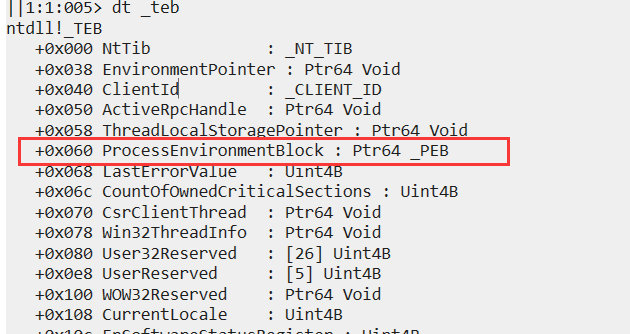 ||1:1:005> dt _teb
ntdll!_TEB
+0x000 NtTib : _NT_TIB
+0x038 EnvironmentPointer : Ptr64 Void
+0x040 ClientId : _CLIENT_ID
+0x050 ActiveRpcHandle : Ptr64 Void
+0x058 ThreadLocalStoragePointer : Ptr64 Void
+0x060 ProcessEnvironmentBlock : Ptr64 _PEB
+0x068 LastErrorValue : Uint4B
+0x06c CountOfOwnedCriticalSections : Uint4B
+0x070 CsrClientThread : Ptr64 Void
+0x078 Win32ThreadInfo : Ptr64 Void
+0x080 User32Reserved : [26] Uint4B
+0x0e8 UserReserved : [5] Uint4B
+0x100 WOW32Reserved : Ptr64 Void
+0x108 CurrentLocale : Uint4B
+0x10c FpSoftwareStatusRegister : Uint4B